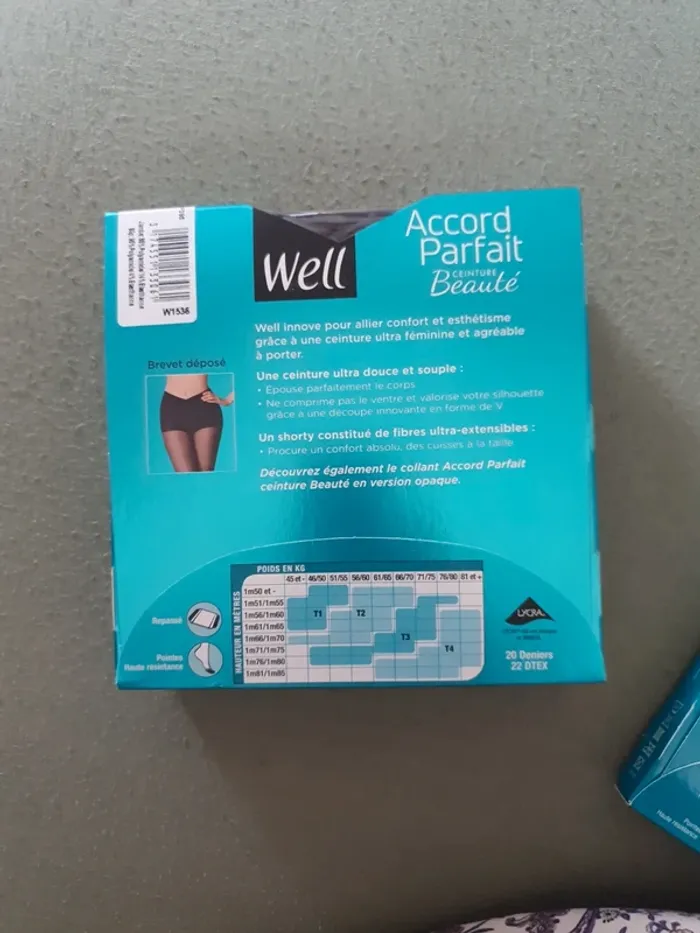 W1536
Well
Accord
Parfait
CEINTURE
Beauté
Well innove pour allier confort et esthétisme
grâce à une ceinture ultra féminine et agréable
à porter.
Brevet déposé
Une ceinture ultra douce et souple :
• Epouse parfaitement le corps
• Ne comprime pas le ventre et valorise votre silhouette
grâce a une découpe innovante en forme de V
Un shorty constitué de fibres ultra-extensibles :
• Procure un confort absolu, des cuisses à la taille
Découvrez également le collant Accord Parfait
ceinture Beauté en version opaque.
POIDS EN KG
45 et - 46/50 51/55 56/60 61/65 66/70 71/75 76/80 81 et +
HAUTEUR EN MÈTRES
1m50 et -
1m51/1m55
1m56/1m60
1m61/1m65
1m66/1m70
1m71/1m75
1m76/1m80
1m81/1m85
T1
T2
T3
T4
Repassé
Pointes
Haute résistance
LYCRA
20 Deniers
22 DTEX
Haute résistance